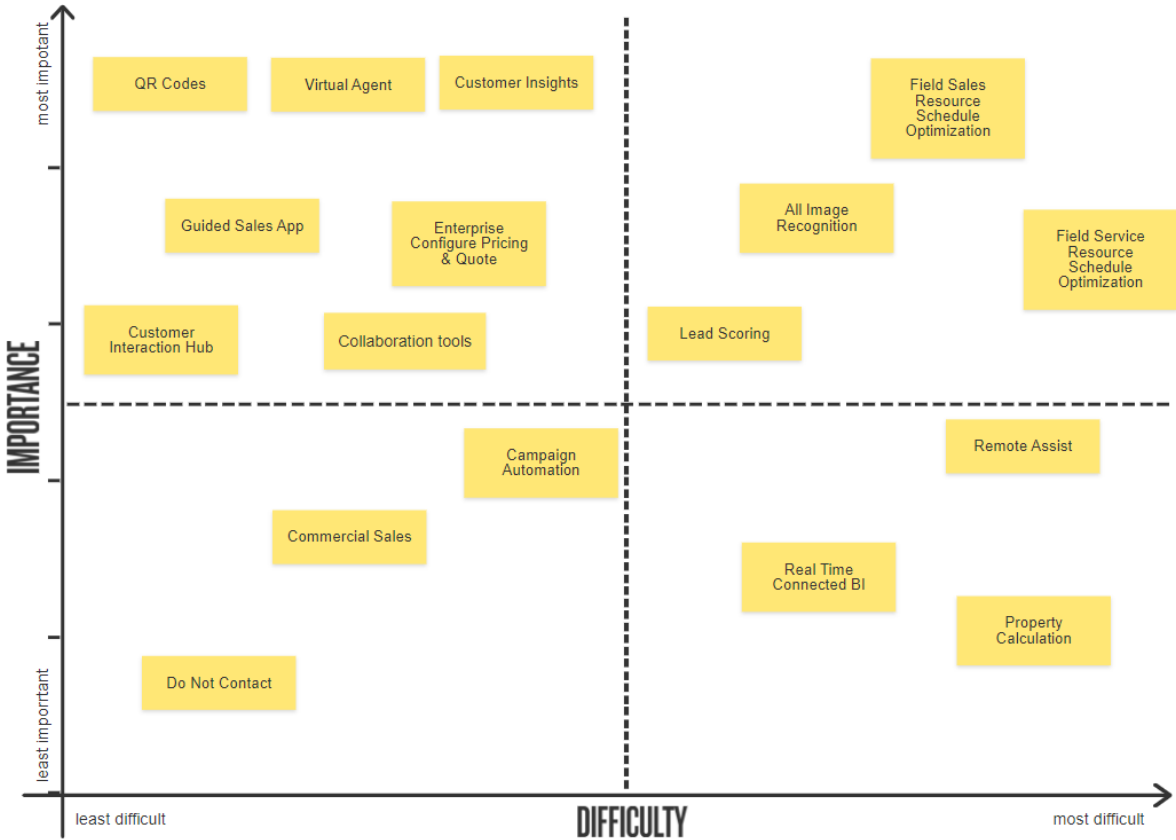 most impotant
QR Codes
Virtual Agent
Customer Insights
Field Sales
Resource
Schedule
Optimization
Guided Sales App
Enterprise
Configure Pricing
& Quote
All Image
Recognition
Field Service
Resource
Schedule
Optimization
Customer
Interaction Hub
Collaboration tools
Lead Scoring
IMPORTANCE
Campaign
Automation
Remote Assist
Commercial Sales
Real Time
Connected BI
Property
Calculation
Do Not Contact
least imporrtant
least difficult
DIFFICULTY
most difficult